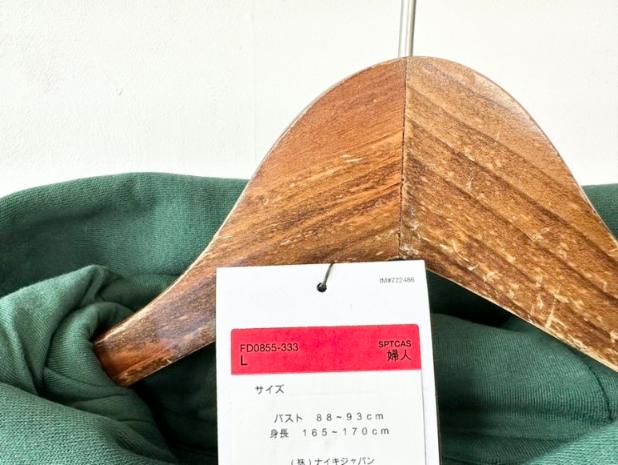 IM#722486
FD0855-333 SPTCAS
L 婦人
サイズ
バスト 88~93cm
身長 165~170cm
(株)ナイキジャパン